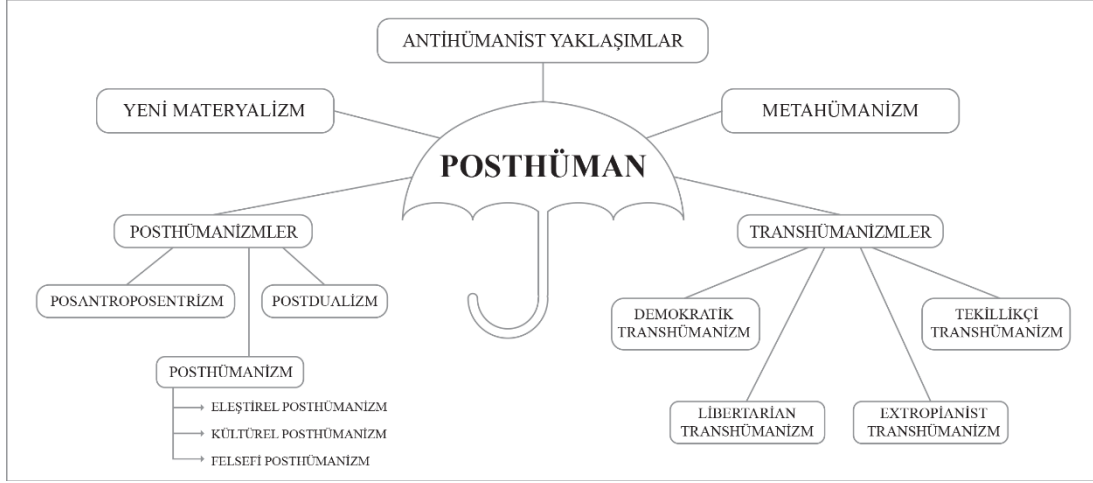 ANTİHÜMANİST YAKLAŞIMLAR
YENİ MATERYALİZM
METAHÜMANİZM
POSTHÜMAN
POSTHÜMANİZMLER
TRANSHÜMANİZMLER
POSANTROPOSENTRİZM
POSTDUALİZM
DEMOKRATİK
TRANSHÜMANİZM
TEKİLLİKÇİ
TRANSHÜMANİZM
POSTHÜMANİZM
ELEŞTİREL POSTHÜMANİZM
KÜLTÜREL POSTHÜMANİZM
FELSEFİ POSTHÜMANİZM
LİBERTARİAN
TRANSHÜMANİZM
EXTROPİANİST
TRANSHÜMANİZM